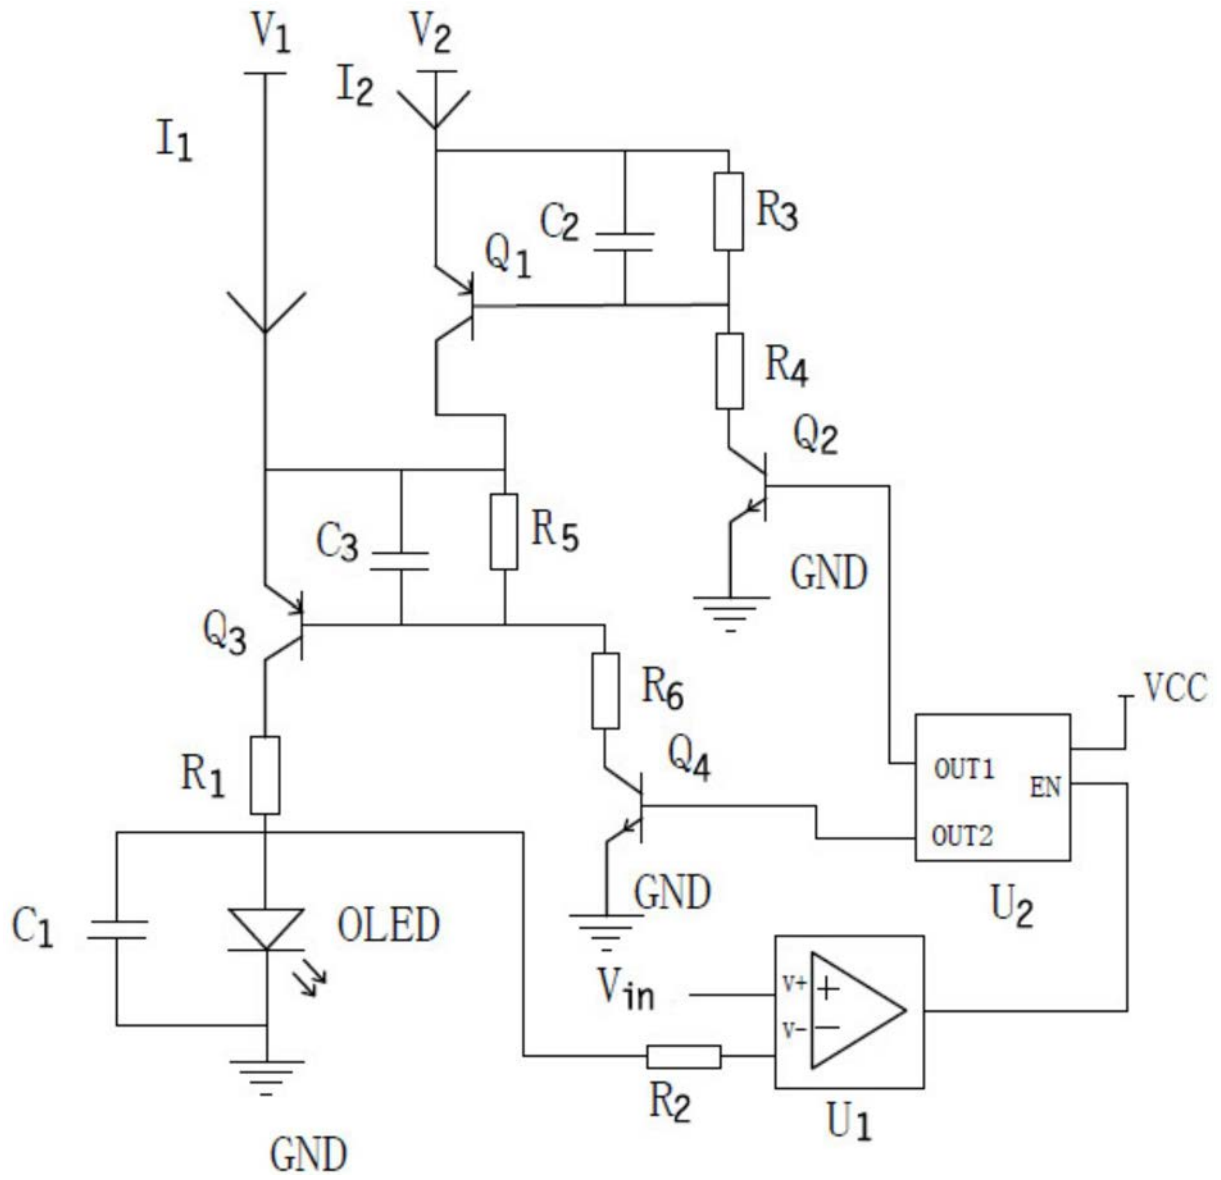 V1
V2
I2
I1
C2
R3
Q1
R4
Q2
C3
R5
GND
Q3
R6
VCC
Q4
R1
OUT1
EN
OUT2
GND
C1
OLED
U2
Vin
V+
+
V-
−
R2
U1
GND